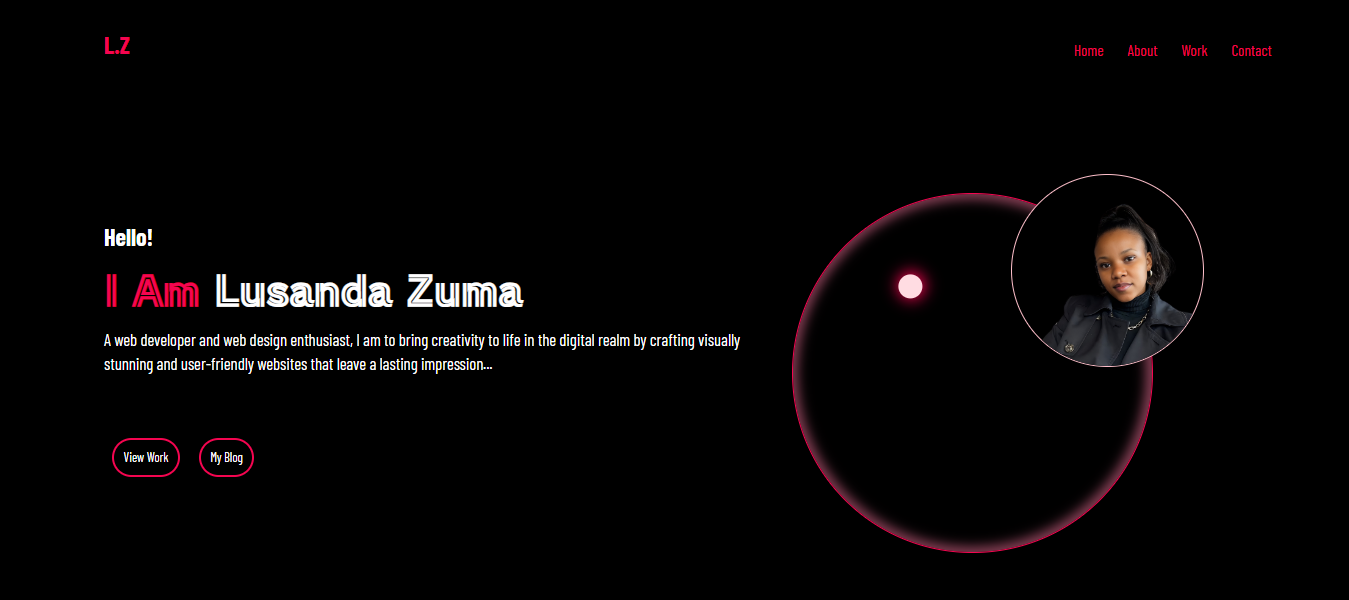 L.Z
Home About Work Contact
Hello!
I Am Lusanda Zuma
A web developer and web design enthusiast, I am to bring creativity to life in the digital realm by crafting visually
stunning and user-friendly websites that leave a lasting impression...
View Work My Blog